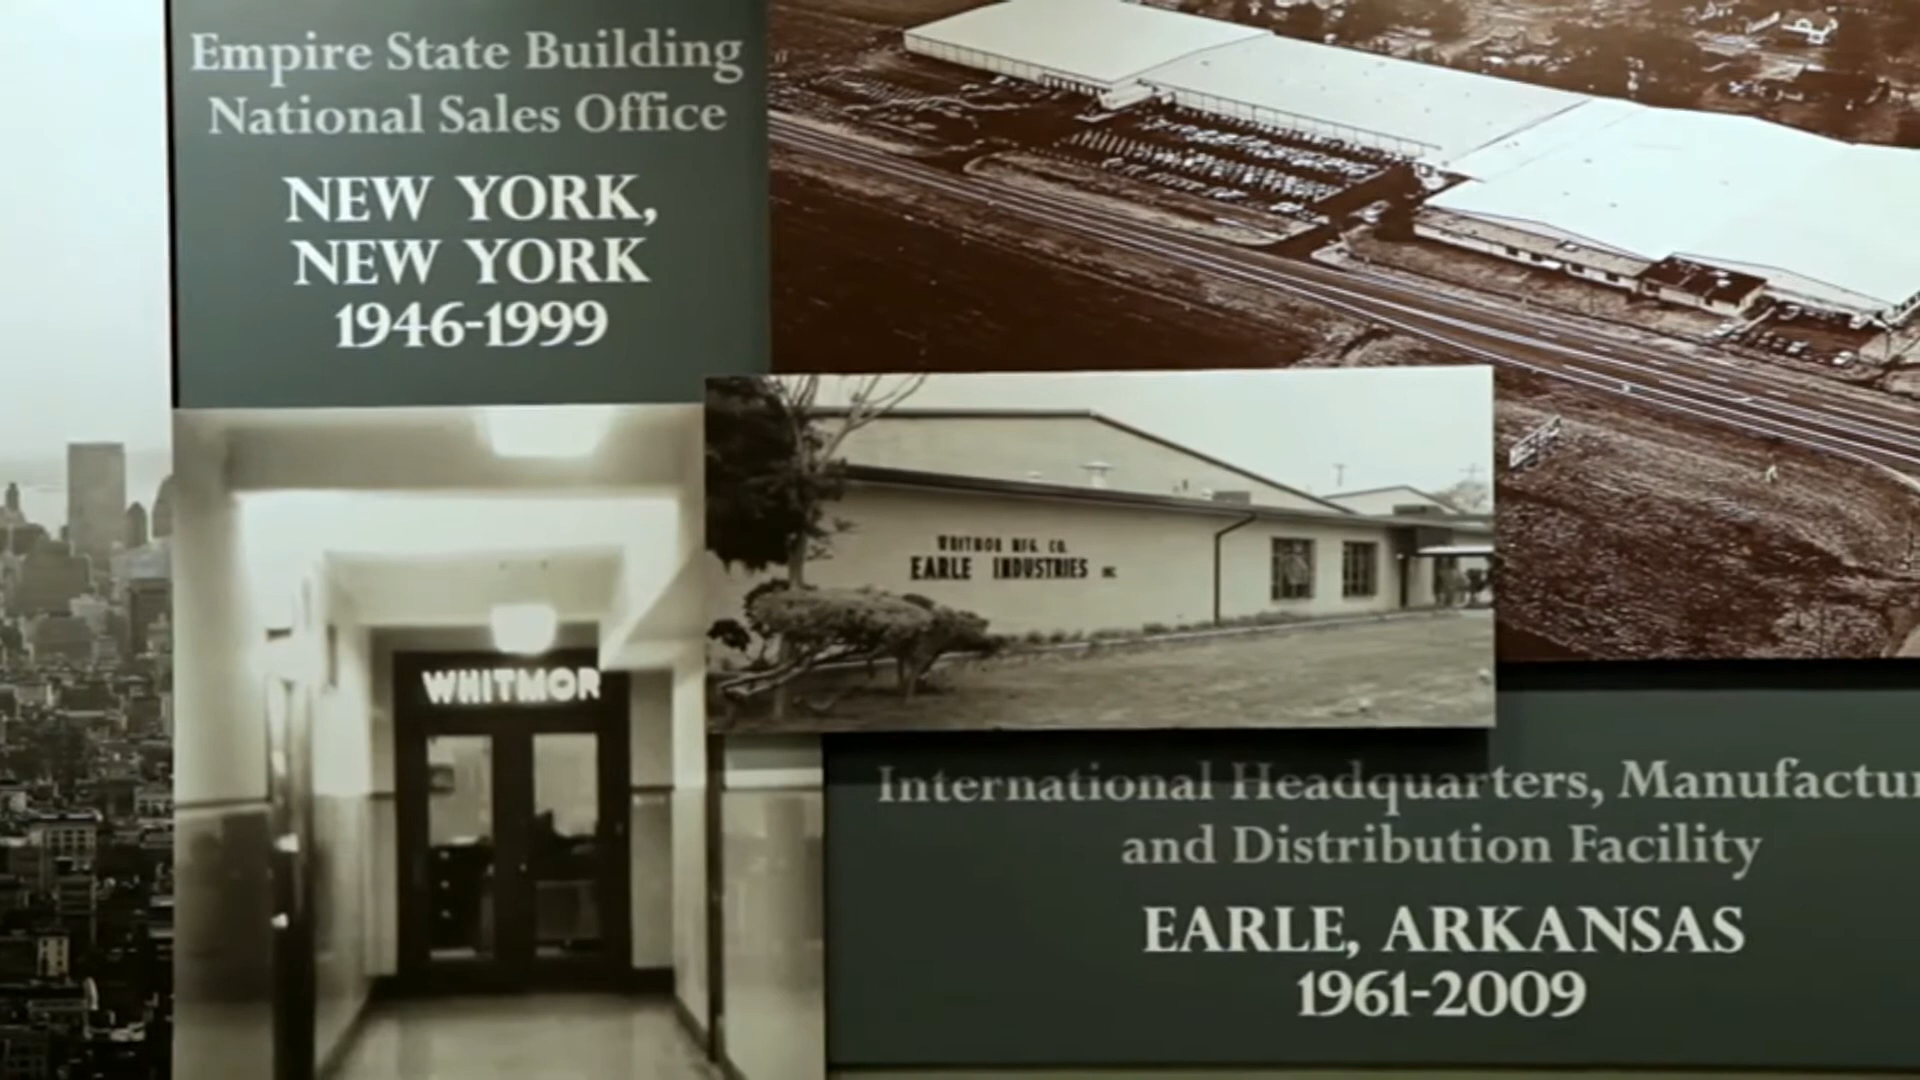 Empire State Building
National Sales Office
NEW YORK,
NEW YORK
1946-1999
WHITMOR
WHITMOR MFG. CO.
EARLE INDUSTRIES INC.
International Headquarters, Manufactur
and Distribution Facility
EARLE, ARKANSAS
1961-2009